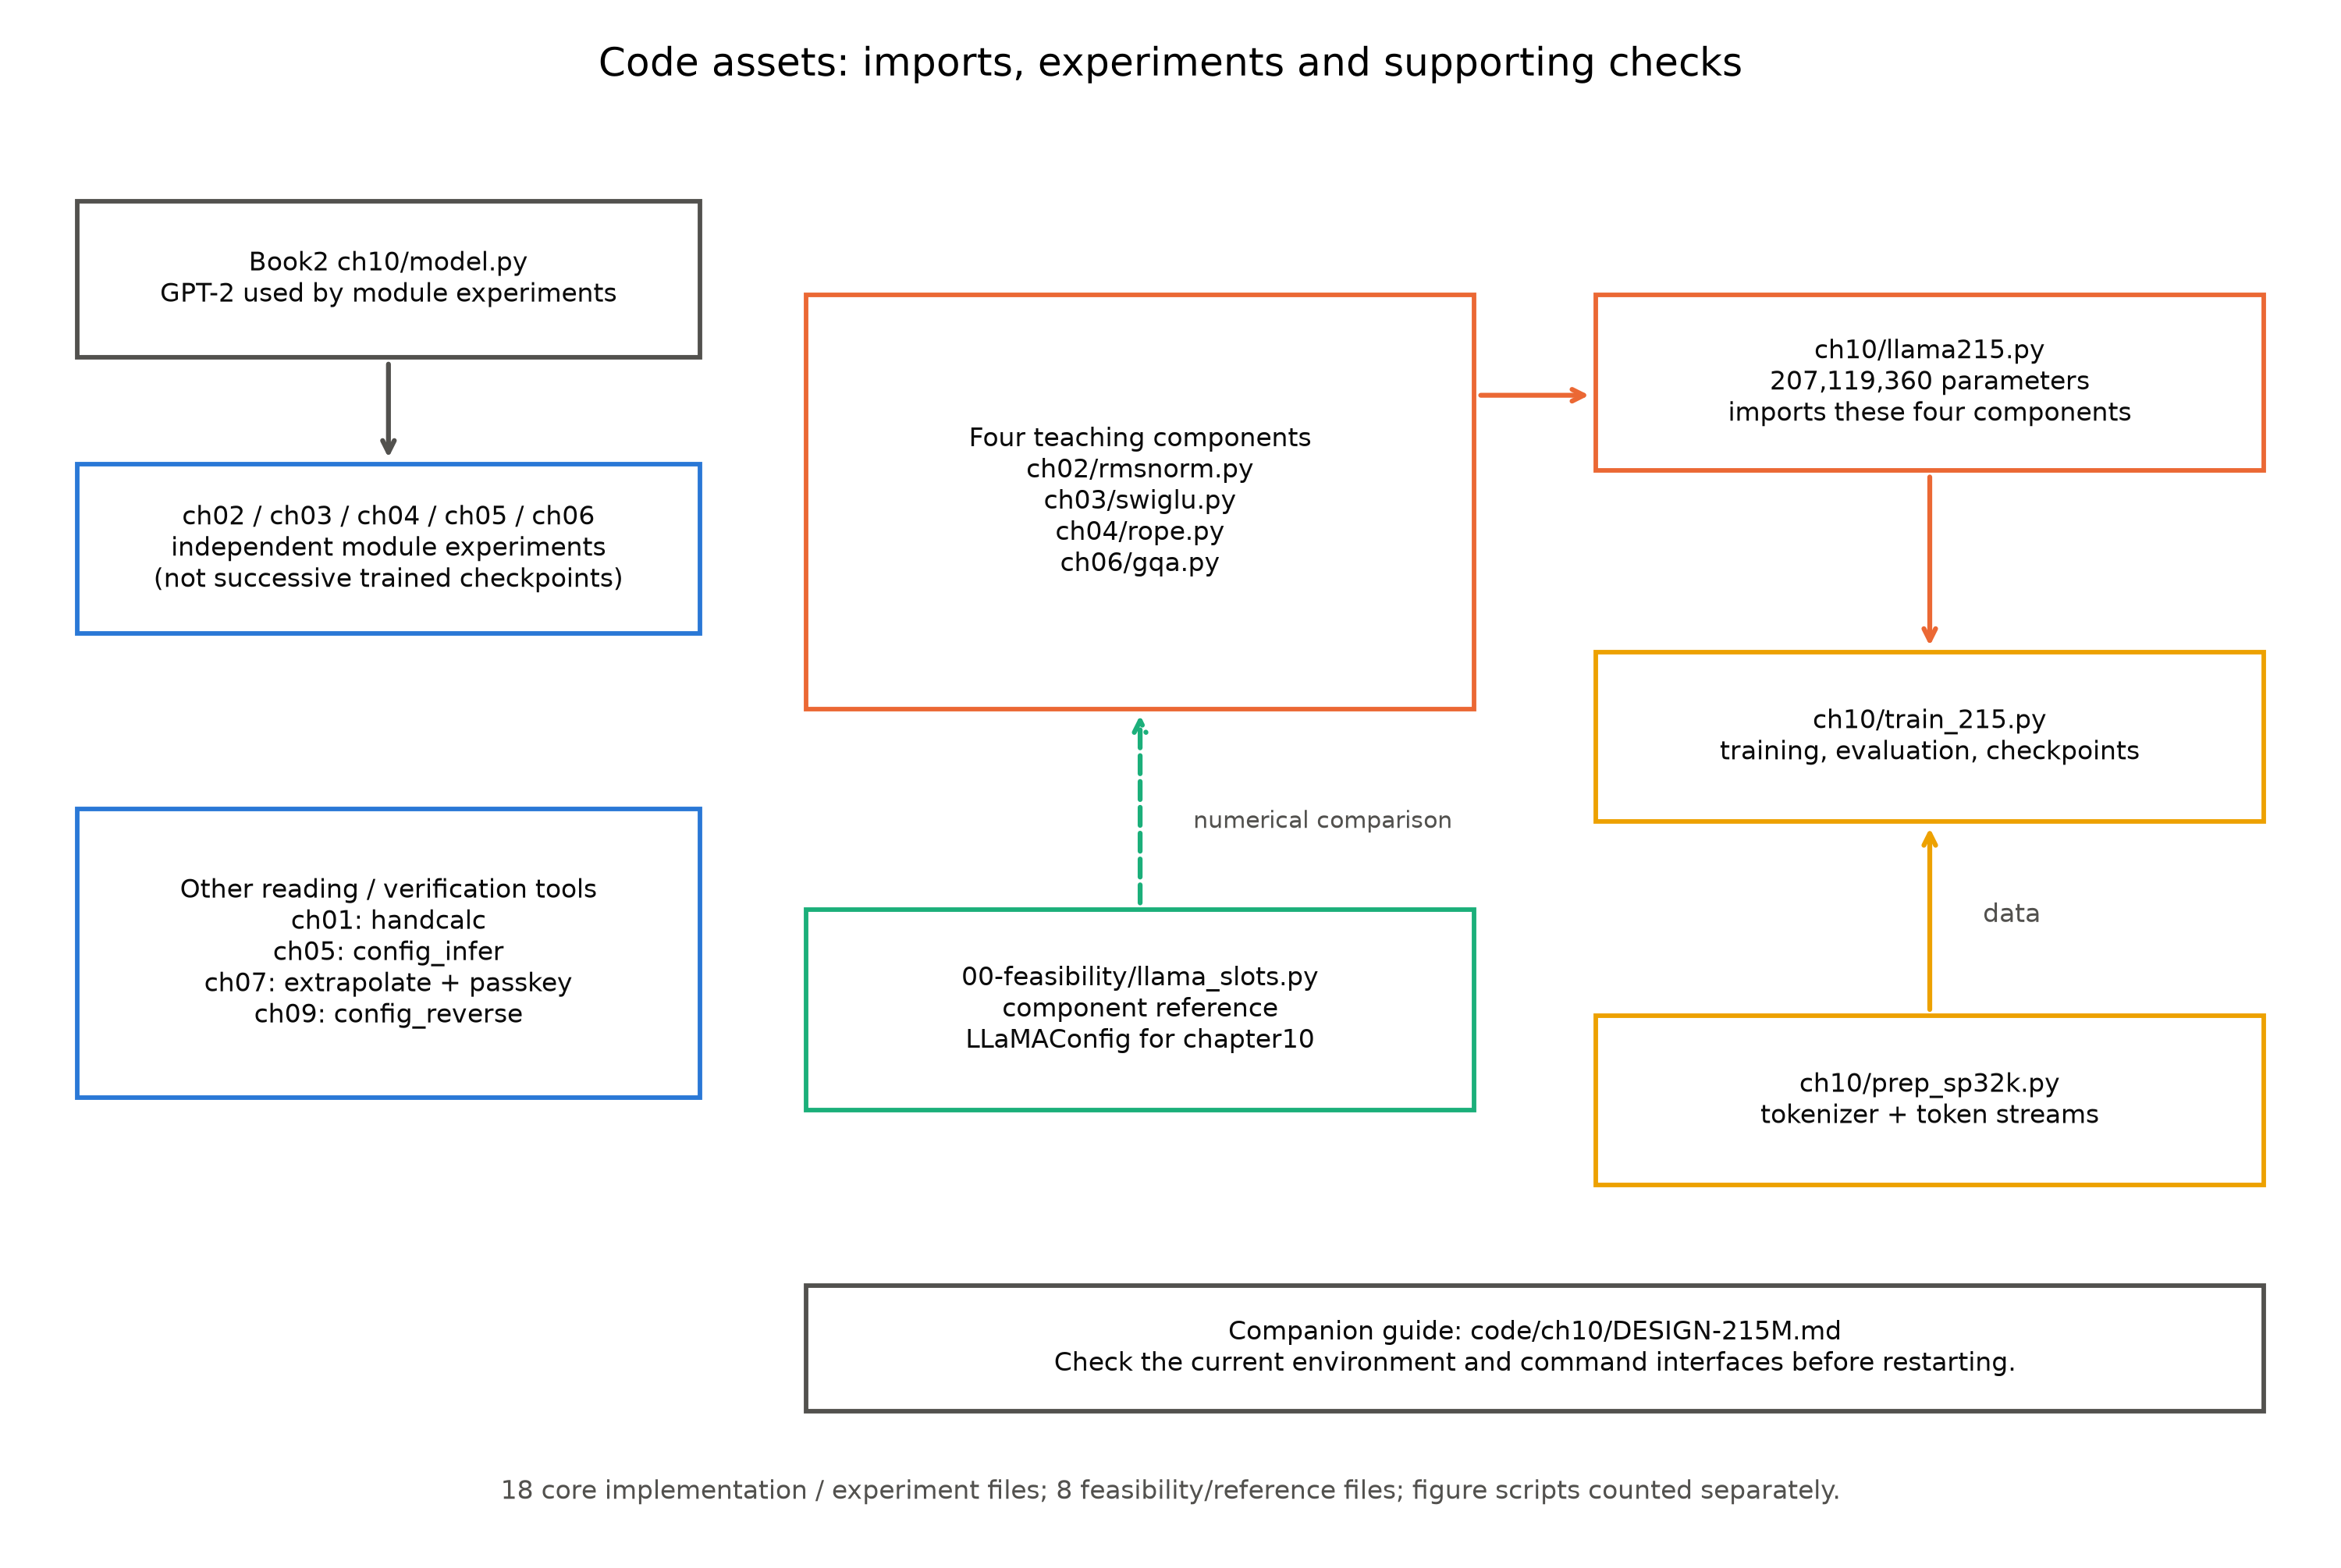 Code assets: imports, experiments and supporting checks
Book2 ch10/model.py
GPT-2 used by module experiments
ch02 / ch03 / ch04 / ch05 / ch06
independent module experiments
(not successive trained checkpoints)
Other reading / verification tools
ch01: handcalc
ch05: config_infer
ch07: extrapolate + passkey
ch09: config_reverse
Four teaching components
ch02/rmsnorm.py
ch03/swiglu.py
ch04/rope.py
ch06/gqa.py
numerical comparison
00-feasibility/llama_slots.py
component reference
LLaMAConfig for chapter10
ch10/llama215.py
207,119,360 parameters
imports these four components
ch10/train_215.py
training, evaluation, checkpoints
data
ch10/prep_sp32k.py
tokenizer + token streams
Companion guide: code/ch10/DESIGN-215M.md
Check the current environment and command interfaces before restarting.
18 core implementation / experiment files; 8 feasibility/reference files; figure scripts counted separately.